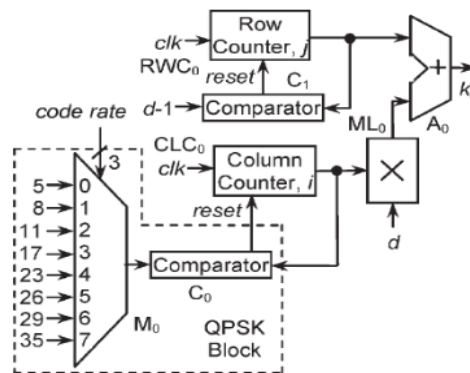 clk
Row
Counter, j
RWC0
reset
C1
d-1
Comparator
ML0
+
A0
k
code rate
3
CLC0
clk
Column
Counter, i
reset
×
d
5
8
11
17
23
26
29
35
0
1
2
3
4
5
6
7
M0
Comparator
C0
QPSK
Block